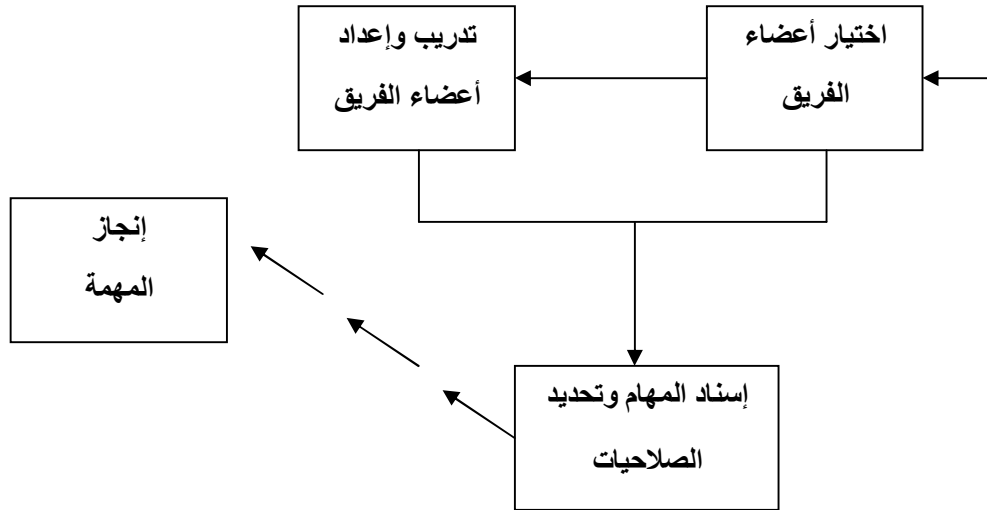 اختيار أعضاء
الفريق
تدريب وإعداد
أعضاء الفريق
إسناد المهام وتحديد
الصلاحيات
إنجاز
المهمة